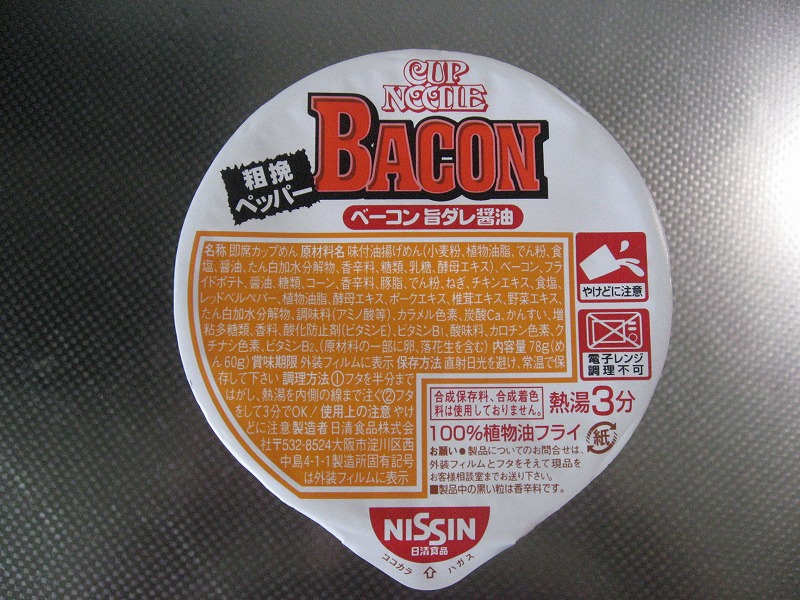 CUP
NOODLE
BACON
粗挽
ペッパー
ベーコン旨ダレ醤油
名称 即席カップめん 原材料名 味付油揚げめん(小麦粉、植物油脂、でん粉、食
塩、醤油、たん白加水分解物、香辛料、糖類、乳糖、酵母エキス)、ベーコン、フラ
イドポテト、醤油、糖類、コーン、香辛料、豚脂、でん粉、ねぎ、チキンエキス、食塩、
レッドベルペパー、植物油脂、酵母エキス、ポークエキス、椎茸エキス、野菜エキス、
たん白加水分解物、調味料(アミノ酸等)、カラメル色素、炭酸Ca、かんすい、増
粘多糖類、香料、酸化防止剤(ビタミンE)、ビタミンB1、酸味料、カロチン色素、ク
チナシ色素、ビタミンB2、(原材料の一部に卵、落花生を含む) 内容量 78g(め
ん60g) 賞味期限 外装フィルムに表示 保存方法 直射日光を避け、常温で保
存して下さい 調理方法 ①フタを半分まで
はがし、熱湯を内側の線まで注ぐ②フタ
をして3分でOK! 使用上の注意 やけ
どに注意 製造者 日清食品株式会
社 〒532-8524大阪市淀川区西
中島4-1-1製造所固有記号
は外装フィルムに表示
やけどに注意
電子レンジ
調理不可
合成保存料、合成着色
料は使用しておりません。
熱湯3分
100%植物油フライ
紙
お願い●製品についてのお問合せは、
外装フィルムとフタをそえて現品を
お客様相談室までお送り下さい。
■製品中の黒い粒は香辛料です。
NISSIN
日清食品
ココカラ⇧ハガス